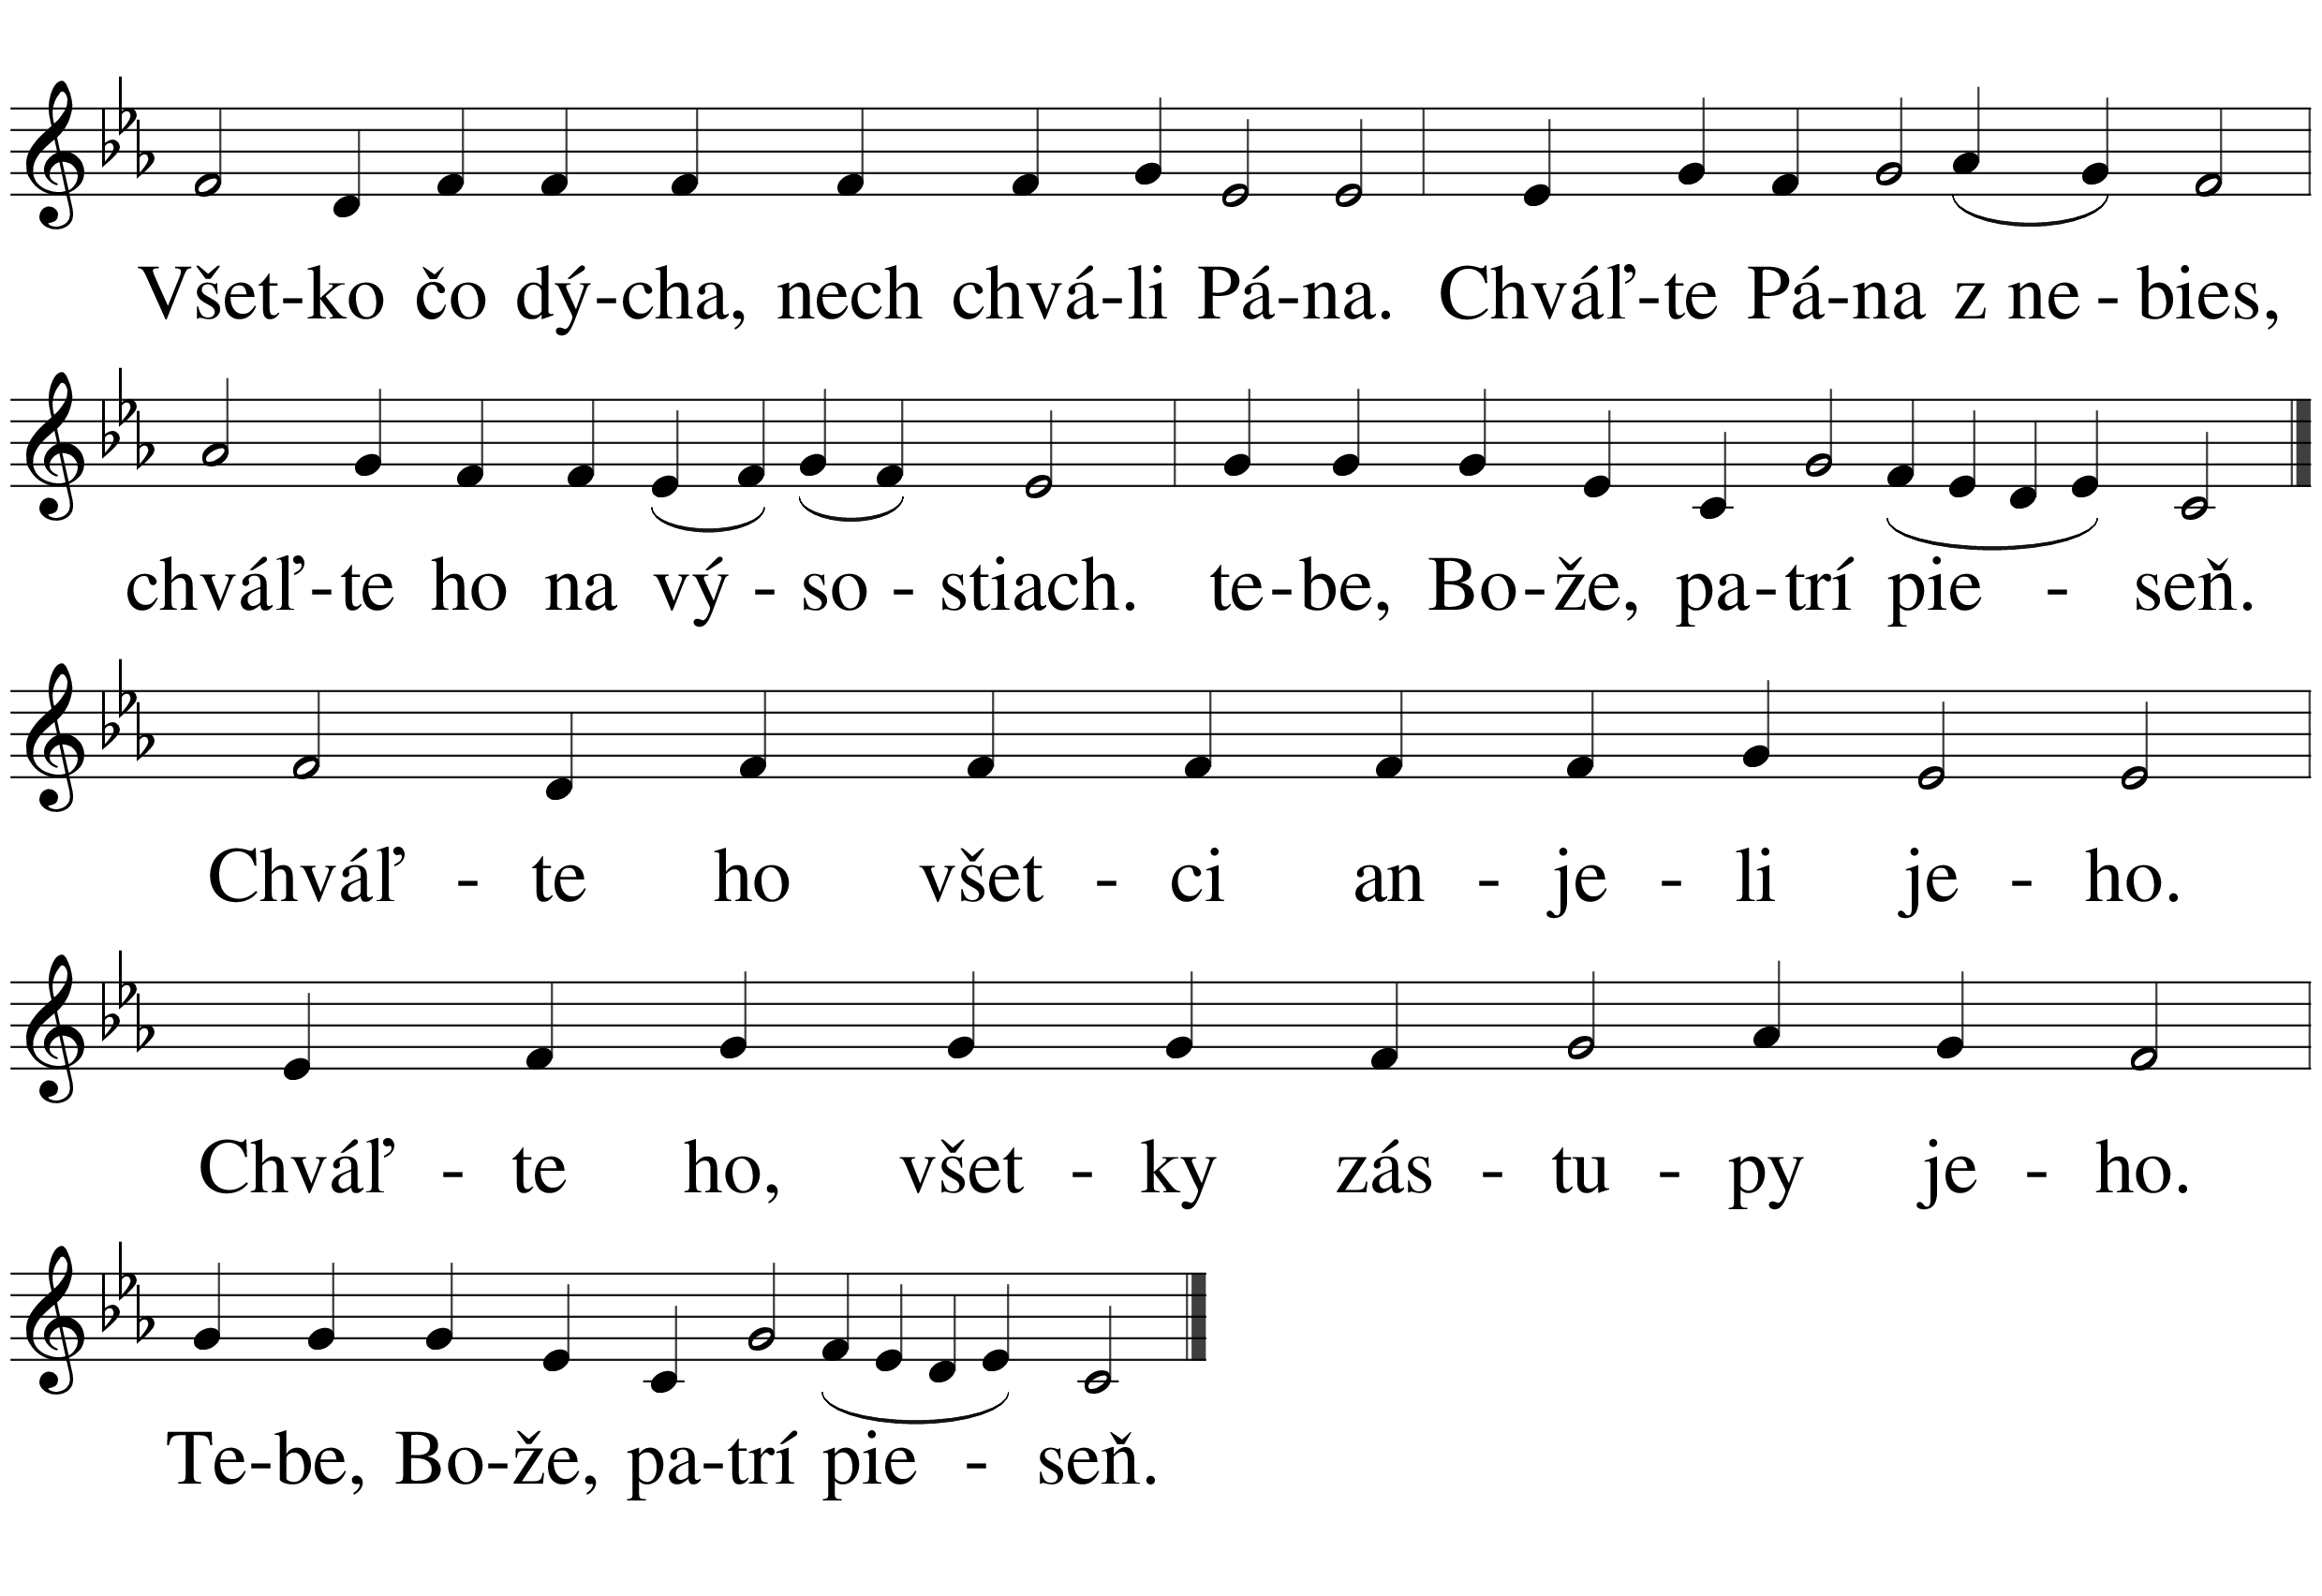 Všet-ko čo dý-cha, nech chvá-li Pá-na. Chváľ-te Pá-na z ne - bies,
chváľ-te ho na vý - so - stiach. te-be, Bo-že, pa-trí pie - seň.
Chváľ - te ho všet - ci an - je - li je - ho.
Chváľ - te ho, všet - ky zás - tu - py je - ho.
Te-be, Bo-že, pa-trí pie - seň.